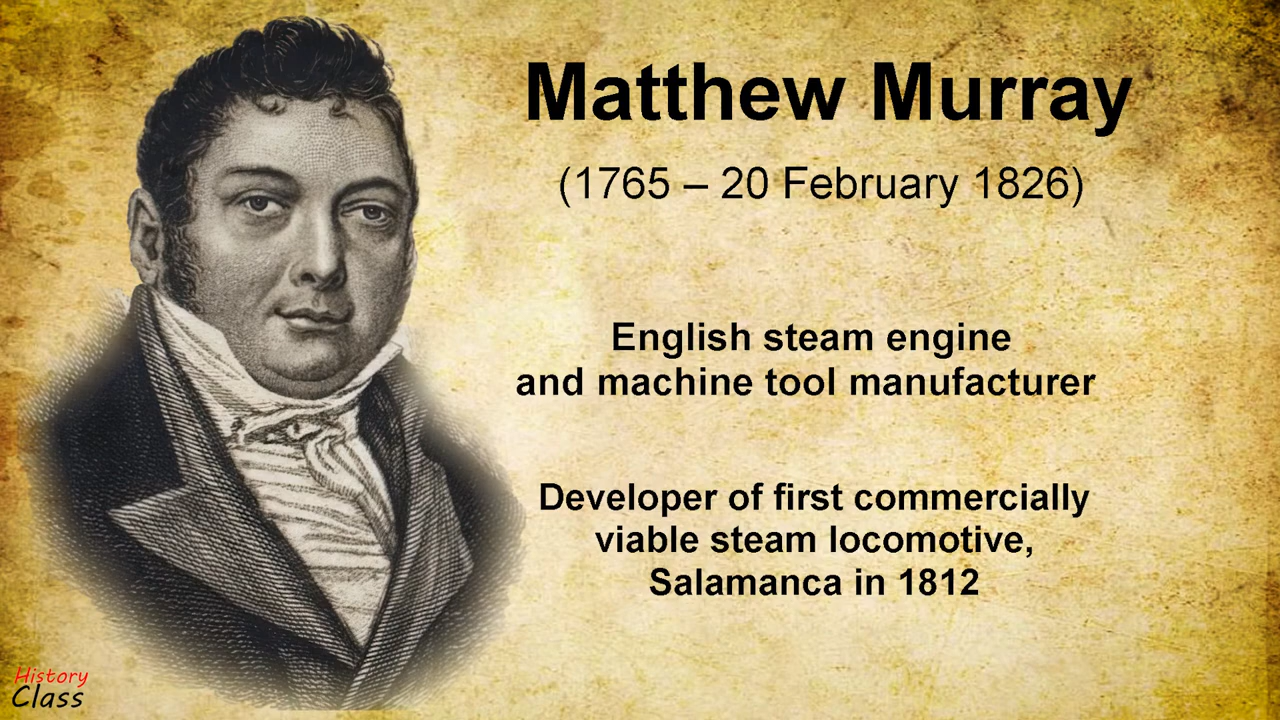 Matthew Murray
(1765 – 20 February 1826)
English steam engine
and machine tool manufacturer
Developer of first commercially
viable steam locomotive,
Salamanca in 1812
History
Class